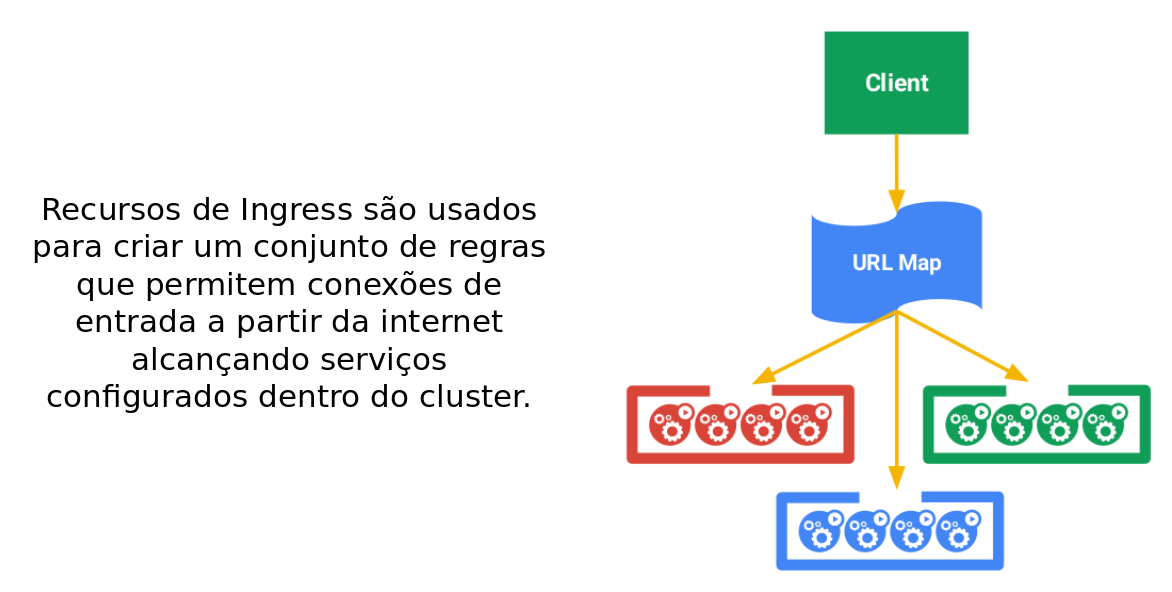 Recursos de Ingress são usados
para criar um conjunto de regras
que permitem conexões de
entrada a partir da internet
alcançando serviços
configurados dentro do cluster.
Client
URL Map